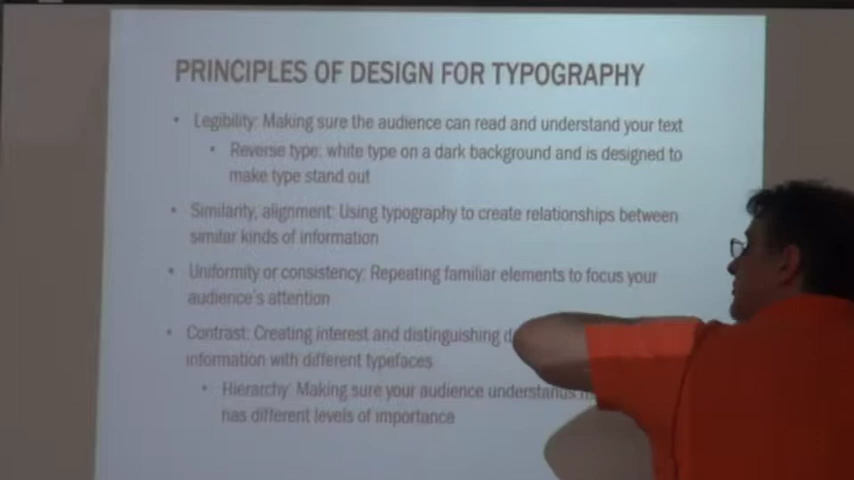 PRINCIPLES OF DESIGN FOR TYPOGRAPHY
• Legibility: Making sure the audience can read and understand your text
• Reverse type: white type on a dark background and is designed to
make type stand out
• Similarity, alignment: Using typography to create relationships between
similar kinds of information
• Uniformity or consistency: Repeating familiar elements to focus your
audience's attention
• Contrast: Creating interest and distinguishing
information with different typefaces
• Hierarchy: Making sure your audience understands
has different levels of importance